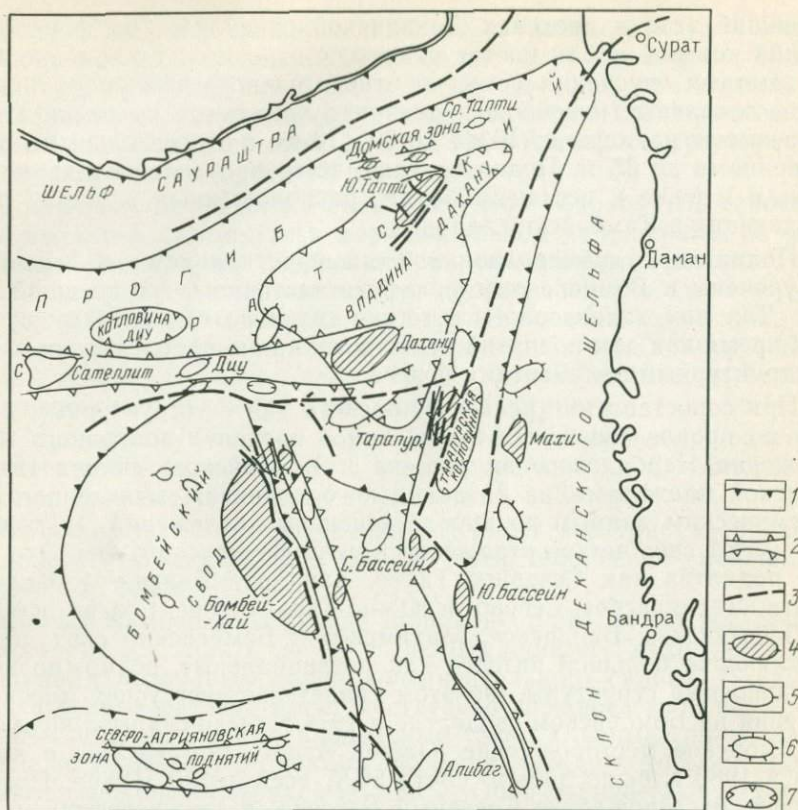 Сурат
Ср. Тапти
Домская зона
Ю. Тапти
САУРАШТРА
ШЕЛЬФ
ПРОГИБ
СУРАТСКИЙ
ВПАДИНА ДАХАНУ
Даман
КОТЛОВИНА
ДИУ
Сателлит
Диу
Дахану
Тарапур
ТАРАПУРСКАЯ
КОТЛОВИНА
Махи
БОМБЕЙСКИЙ
СВОД
Бомбей-
Хай
С. Бассейн
Ю. Бассейн
Бандра
СКЛОН ДЕКАНСКОГО ШЕЛЬФА
СЕВЕРО-АГРИЯНОВСКАЯ
ЗОНА ПОДНЯТИЙ
Алибаг
1
2
3
4
5
6
7